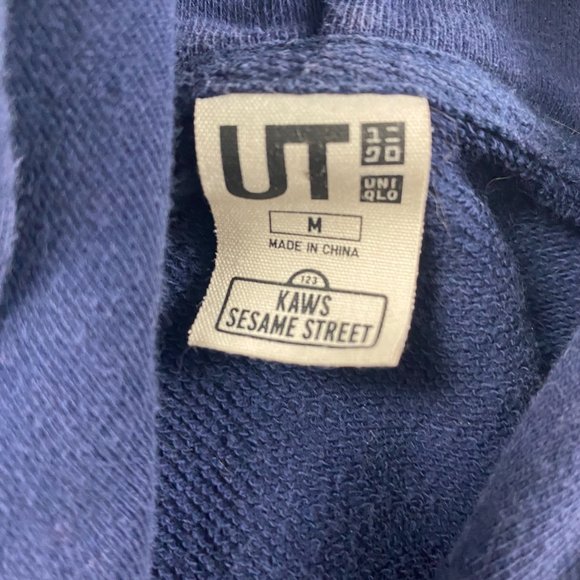 UT
ユニ
クロ
UNI
QLO
M
MADE IN CHINA
123
KAWS
SESAME STREET